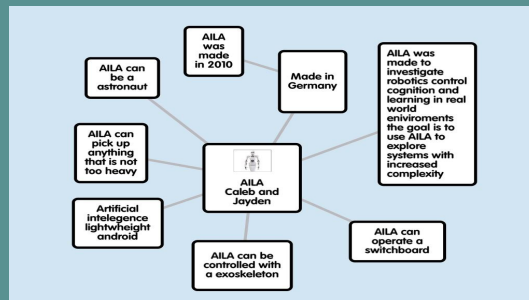 AILA
was
made
in 2010
Made in
Germany
AILA was
made to
investigate
robotics control
cognition and
learning in real
world
eniviroments
the goal is to
use AILA to
explore
systems with
increased
complexity
AILA can
be a
astronaut
AILA can
pick up
anything
that is not
too heavy
AILA
Caleb and
Jayden
Artificial
intelegence
lightwheight
android
AILA can be
controlled with
a exoskeleton
AILA can
operate a
switchboard